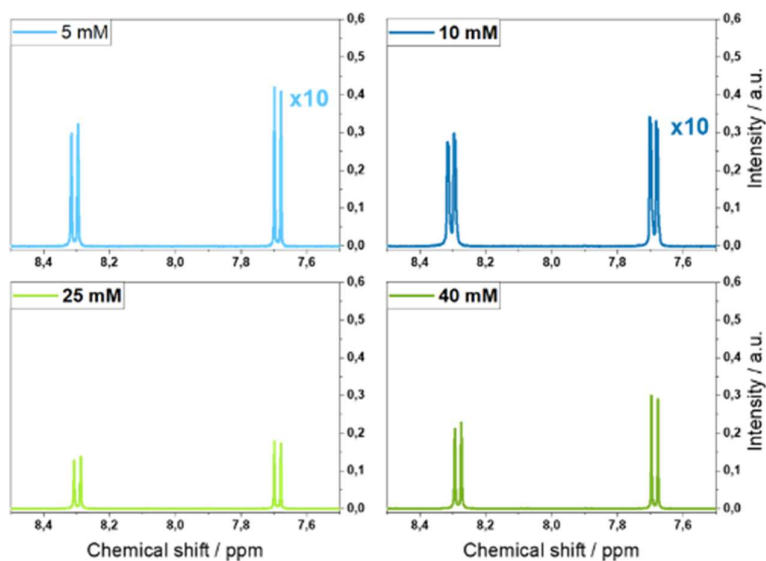 5 mM
x10
0,6
0,5
0,4
0,3
0,2
0,1
0,0
8,4 8,2 8,0 7,8 7,6
10 mM
x10
0,6
0,5
0,4
0,3
0,2
0,1
0,0
Intensity / a.u.
8,4 8,2 8,0 7,8 7,6
25 mM
0,6
0,5
0,4
0,3
0,2
0,1
0,0
8,4 8,2 8,0 7,8 7,6
Chemical shift / ppm
40 mM
0,6
0,5
0,4
0,3
0,2
0,1
0,0
Intensity / a.u.
8,4 8,2 8,0 7,8 7,6
Chemical shift / ppm